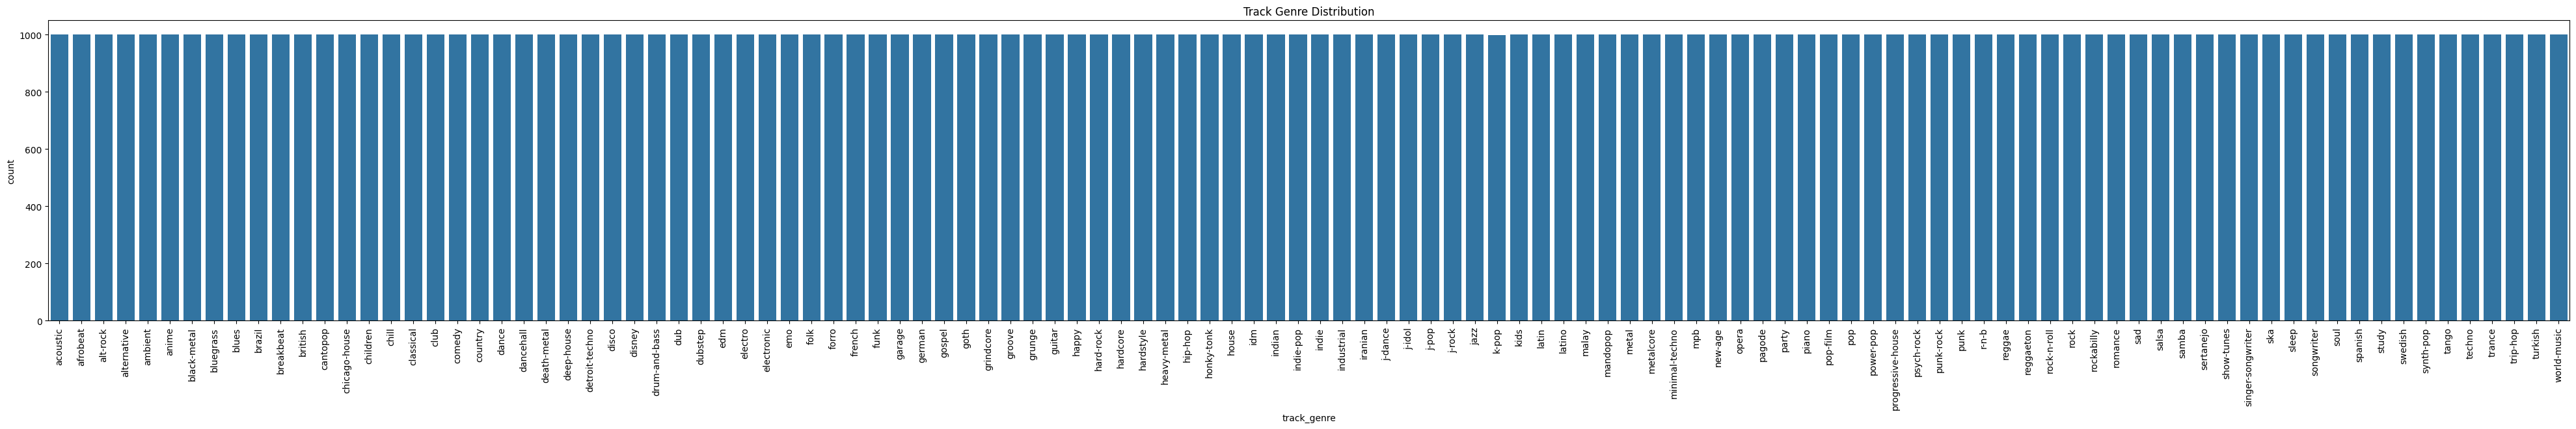 Track Genre Distribution
1000
800
600
400
200
0
count
acoustic
afrobeat
alt-rock
alternative
ambient
anime
black-metal
bluegrass
blues
brazil
breakbeat
british
cantopop
chicago-house
children
chill
classical
club
comedy
country
dance
dancehall
death-metal
deep-house
detroit-techno
disco
disney
drum-and-bass
dub
dubstep
edm
electro
electronic
emo
folk
forro
french
funk
garage
german
gospel
goth
grindcore
groove
grunge
guitar
happy
hard-rock
hardcore
hardstyle
heavy-metal
hip-hop
honky-tonk
house
idm
indian
indie-pop
indie
industrial
iranian
j-dance
j-idol
j-pop
j-rock
jazz
k-pop
kids
latin
latino
malay
mandopop
metal
metalcore
minimal-techno
mpb
new-age
opera
pagode
party
piano
pop-film
pop
power-pop
progressive-house
psych-rock
punk-rock
punk
r-n-b
reggae
reggaeton
rock-n-roll
rock
rockabilly
romance
sad
salsa
samba
sertanejo
show-tunes
singer-songwriter
ska
sleep
songwriter
soul
spanish
study
swedish
synth-pop
tango
techno
trance
trip-hop
turkish
world-music
track_genre